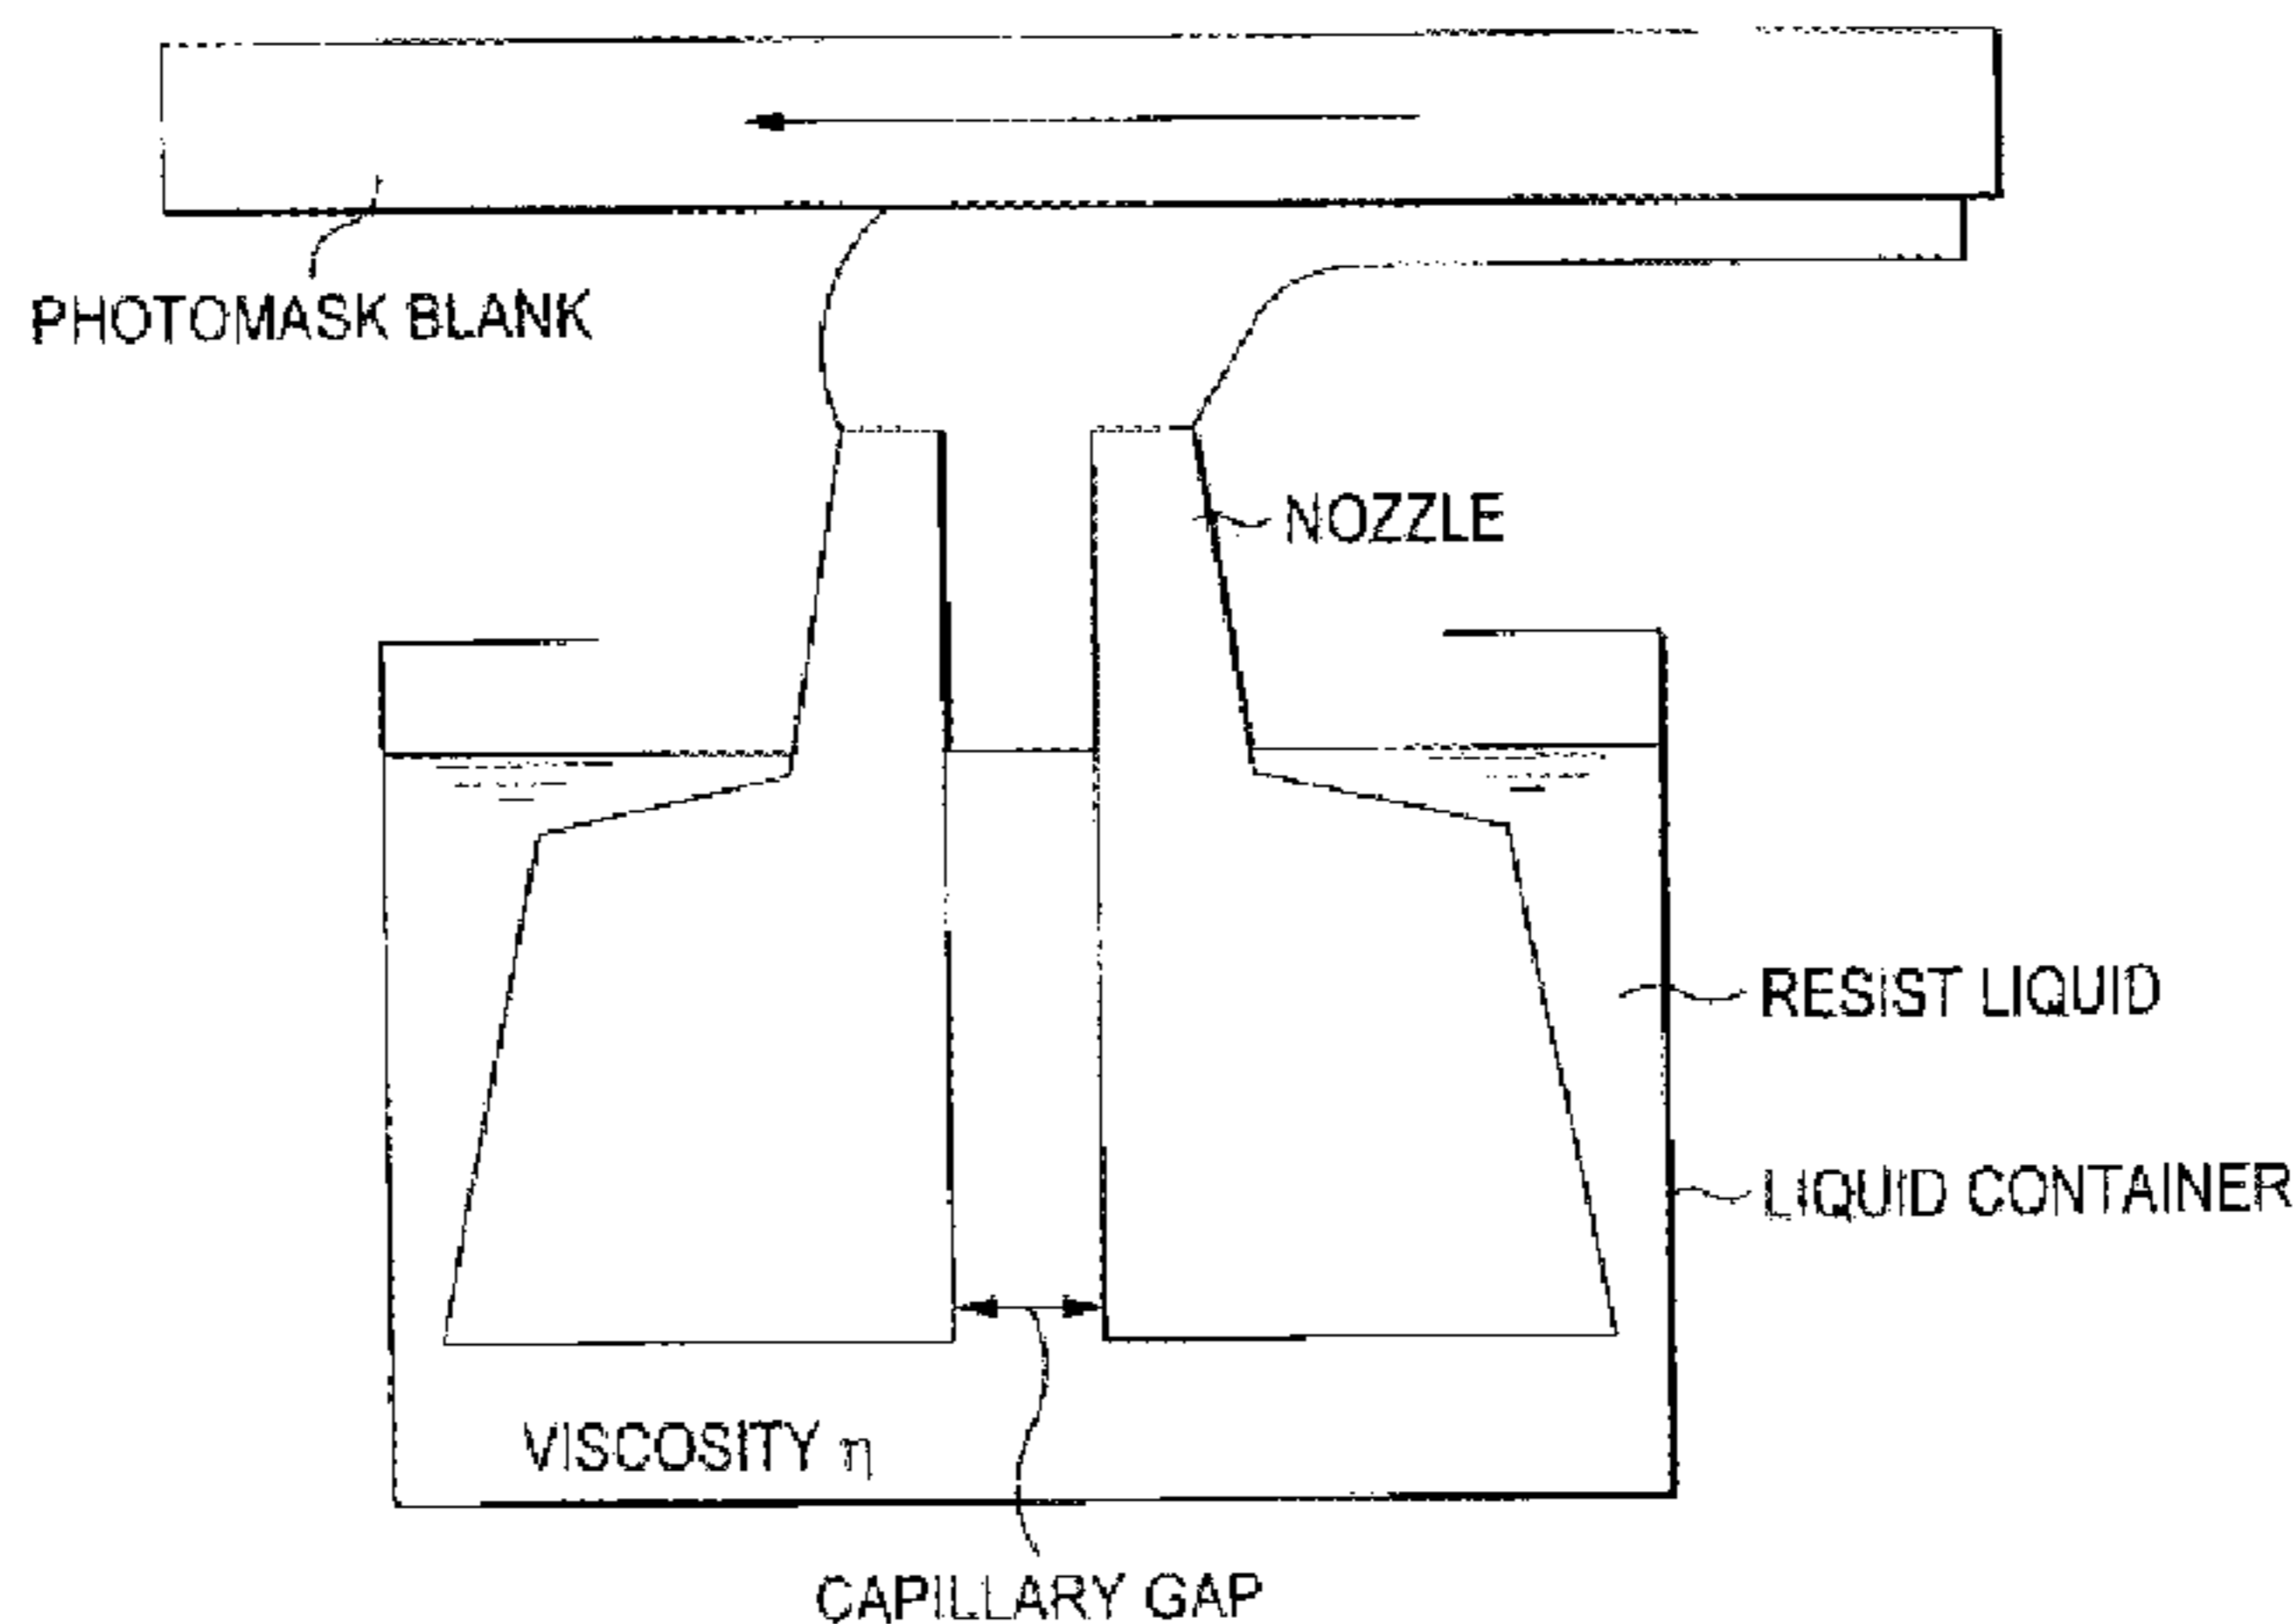 PHOTOMASK BLANK
NOZZLE
RESIST LIQUID
LIQUID CONTAINER
VISCOSITY η
CAPILLARY GAP